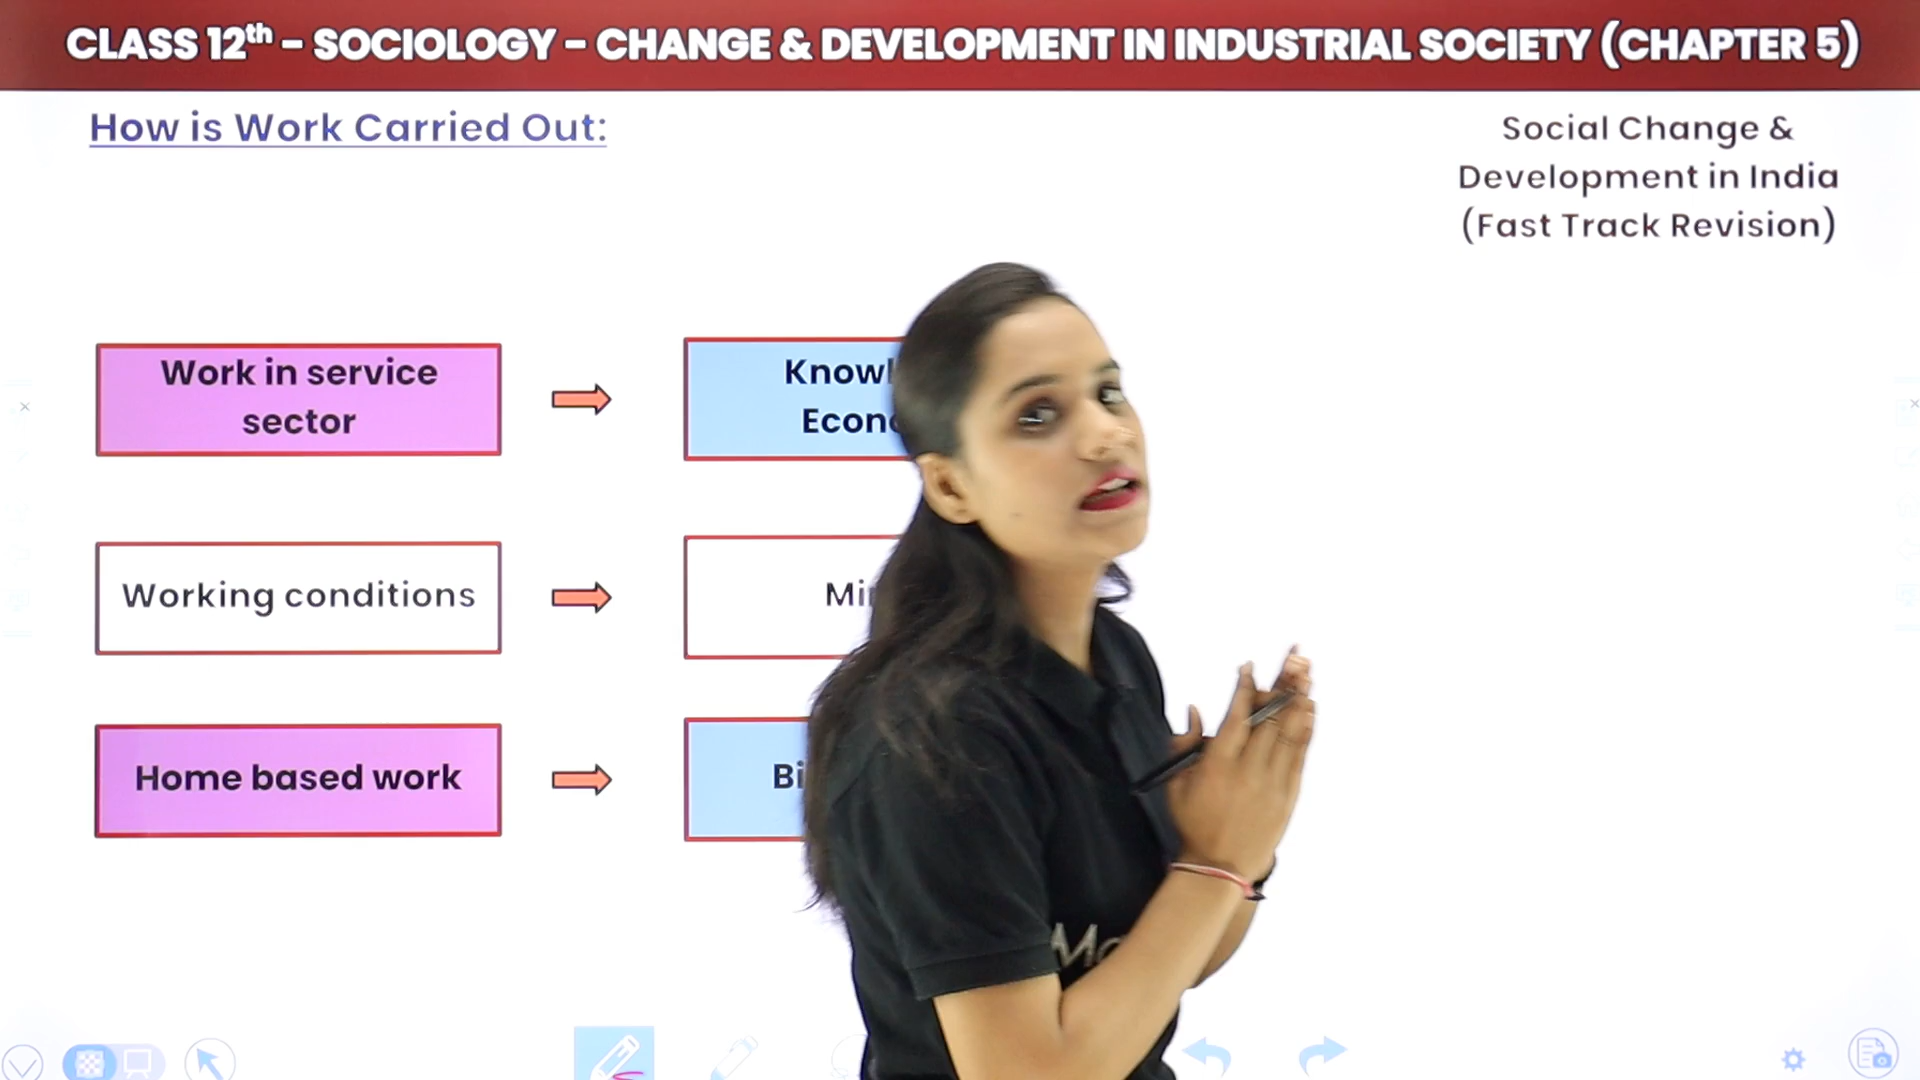 CLASS 12th - SOCIOLOGY - CHANGE & DEVELOPMENT IN INDUSTRIAL SOCIETY (CHAPTER 5)
How is Work Carried Out:
Social Change &
Development in India
(Fast Track Revision)
Work in service
sector
Working conditions
Home based work